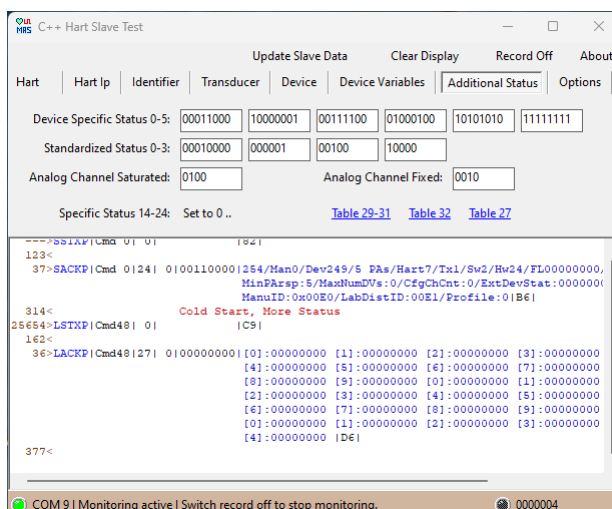 OUR MAS C++ Hart Slave Test
Update Slave Data Clear Display Record Off About
Hart Hart Ip Identifier Transducer Device Device Variables Additional Status Options
Device Specific Status 0-5: 00011000 10000001 00111100 01000100 10101010 11111111
Standardized Status 0-3: 00010000 000001 00100 10000
Analog Channel Saturated: 0100 Analog Channel Fixed: 0010
Specific Status 14-24: Set to 0 .. Table 29-31 Table 32 Table 27
--->SSTXP|Cmd 0| 0| |82|
123<
37>SACKP|Cmd 0|24| 0|00110000|254/Man0/Dev249/5 PAs/Hart7/Tx1/Sw2/Hw24/FL00000000/
MinPArsp:5/MaxNumDVs:0/CfgChCnt:0/ExtDevStat:0000000
ManuID:0x00E0/LabDistID:00E1/Profile:0|B6|
314< Cold Start, More Status
25654>LSTXP|Cmd48| 0| |C9|
162<
36>LACKP|Cmd48|27| 0|00000000|[0]:00000000 [1]:00000000 [2]:00000000 [3]:00000000
[4]:00000000 [5]:00000000 [6]:00000000 [7]:00000000
[8]:00000000 [9]:00000000 [0]:00000000 [1]:00000000
[2]:00000000 [3]:00000000 [4]:00000000 [5]:00000000
[6]:00000000 [7]:00000000 [8]:00000000 [9]:00000000
[0]:00000000 [1]:00000000 [2]:00000000 [3]:00000000
[4]:00000000 |D6|
377<
COM 9 | Monitoring active | Switch record off to stop monitoring. 0000004